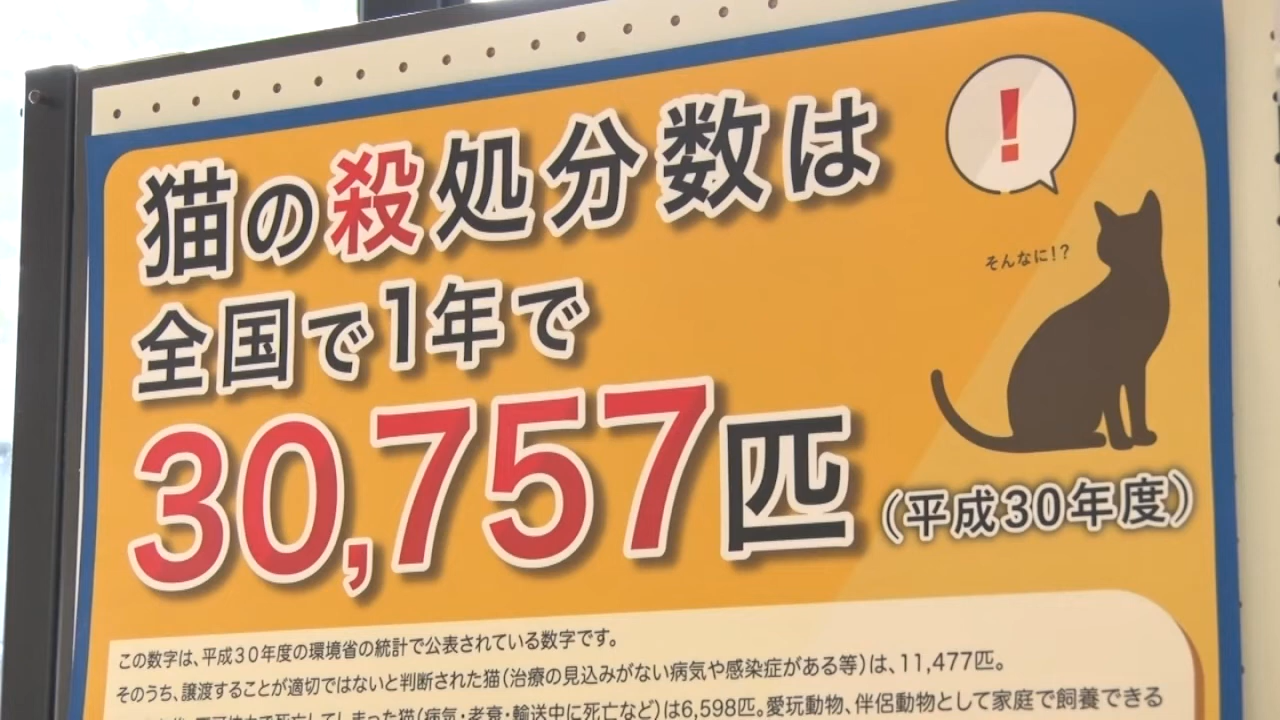 猫の殺処分数は
全国で1年で
30,757匹
(平成30年度)
!
そんなに!?
この数字は、平成30年度の環境省の統計で公表されている数字です。
そのうち、譲渡することが適切ではないと判断された猫(治療の見込みがない病気や感染症がある等)は、11,477匹。
死亡してしまった猫(病気・老衰・輸送中に死亡など)は6,598匹。愛玩動物、伴侶動物として家庭で飼養できる